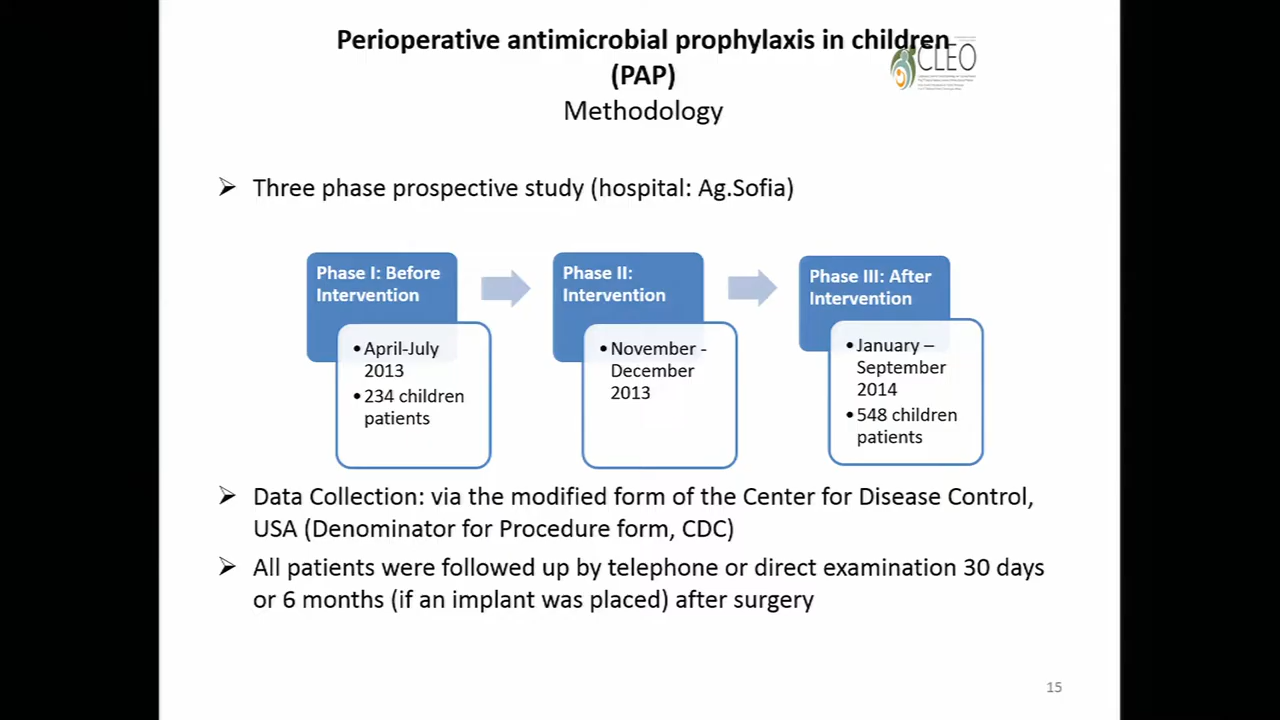 Perioperative antimicrobial prophylaxis in children
(PAP)
CLEO
Methodology
➢ Three phase prospective study (hospital: Ag.Sofia)
Phase I: Before
Intervention
•April-July
2013
•234 children
patients
Phase II:
Intervention
•November -
December
2013
Phase III: After
Intervention
•January –
September
2014
•548 children
patients
➢ Data Collection: via the modified form of the Center for Disease Control,
USA (Denominator for Procedure form, CDC)
➢ All patients were followed up by telephone or direct examination 30 days
or 6 months (if an implant was placed) after surgery
15